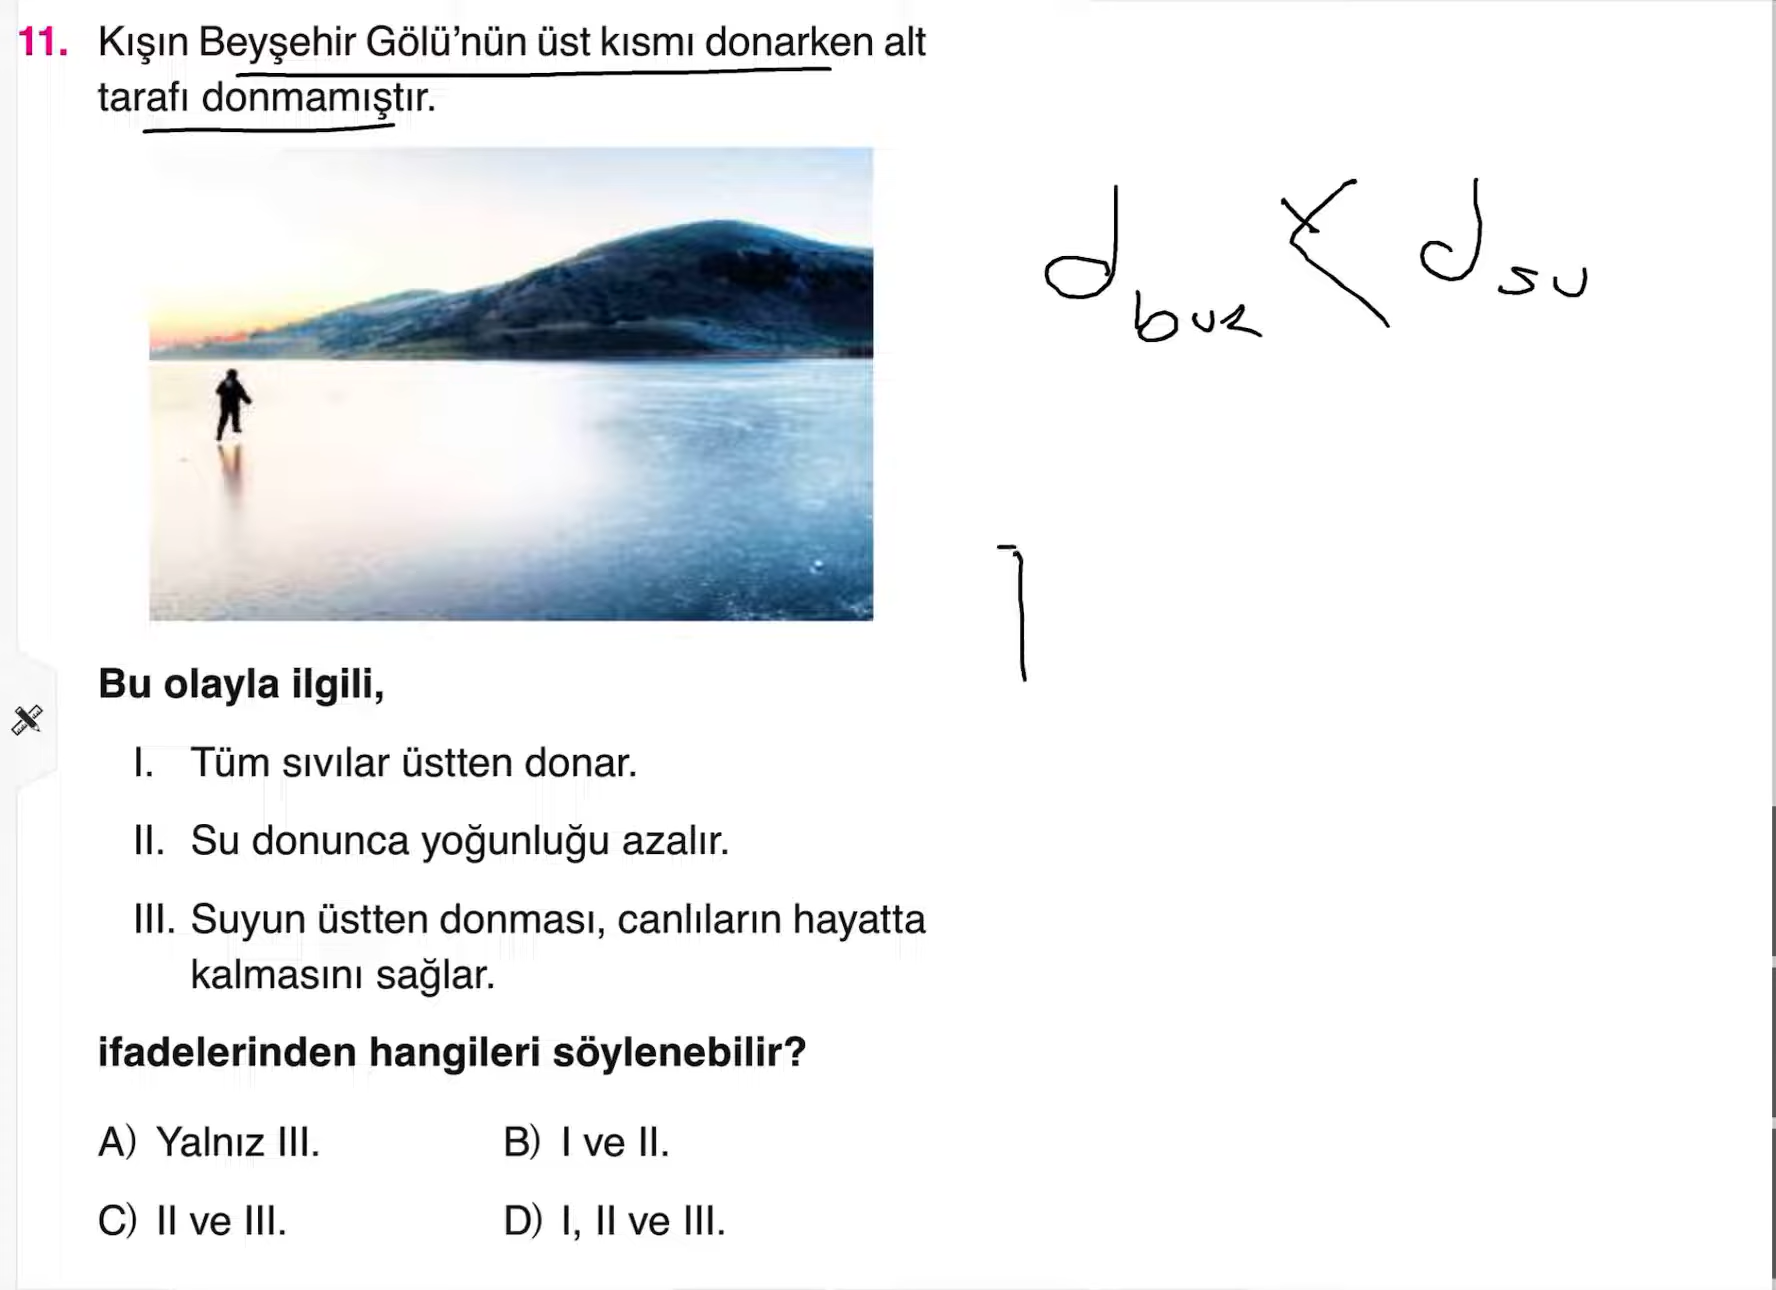 11. Kışın Beyşehir Gölü'nün üst kısmı donarken alt
tarafı donmamıştır.
d buz < d su
Bu olayla ilgili,
I. Tüm sıvılar üstten donar.
II. Su donunca yoğunluğu azalır.
III. Suyun üstten donması, canlıların hayatta
kalmasını sağlar.
ifadelerinden hangileri söylenebilir?
A) Yalnız III. B) I ve II.
C) II ve III. D) I, II ve III.